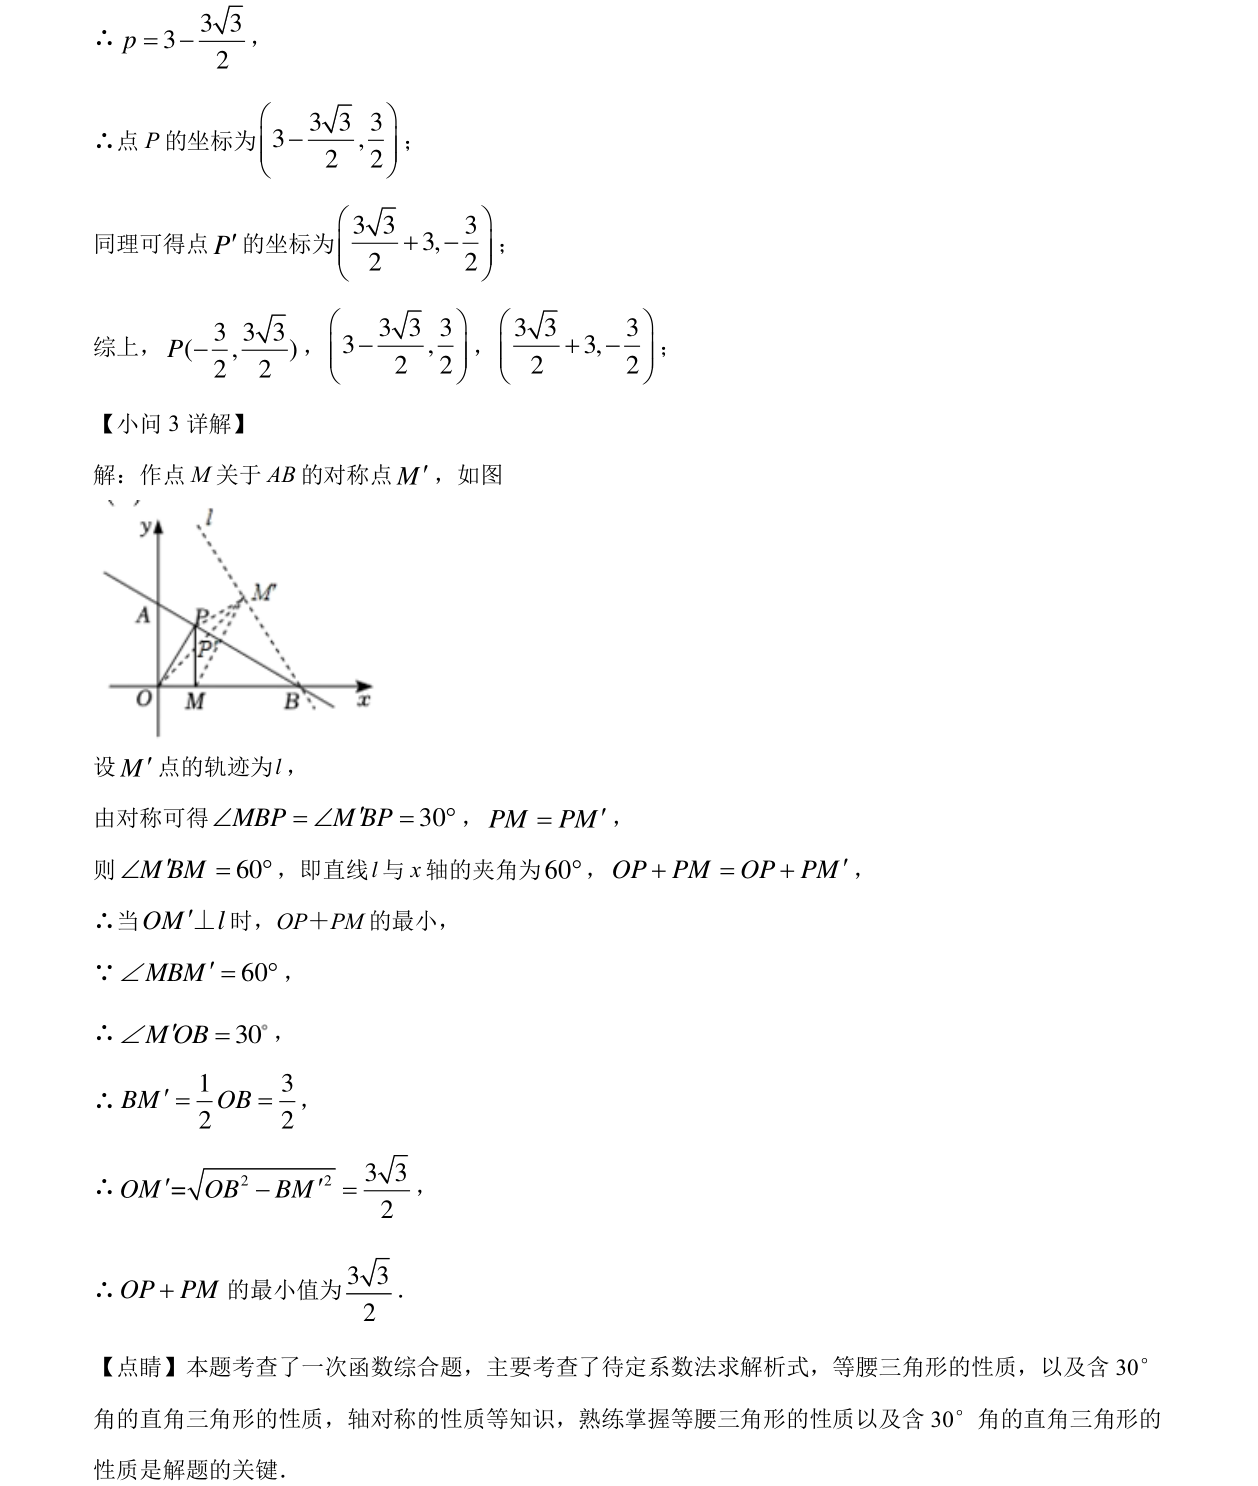 ∴ p = 3 − 3√3/2，
∴点 P 的坐标为(3 − 3√3/2, 3/2)；
同理可得点 P′ 的坐标为(3√3/2 + 3, −3/2)；
综上，P(−3/2, 3√3/2)，(3 − 3√3/2, 3/2)，(3√3/2 + 3, −3/2)；
【小问 3 详解】
解：作点 M 关于 AB 的对称点 M′，如图
y
l
M′
A
P
P′
O
M
B
x
设 M′ 点的轨迹为 l，
由对称可得∠MBP = ∠M′BP = 30°，PM = PM′，
则∠M′BM = 60°，即直线 l 与 x 轴的夹角为 60°，OP + PM = OP + PM′，
∴当OM′⊥l 时，OP＋PM 的最小，
∵∠MBM′ = 60°，
∴∠M′OB = 30°，
∴ BM′ = 1/2 OB = 3/2，
∴ OM′=√(OB² − BM′²) = 3√3/2，
∴ OP + PM 的最小值为 3√3/2．
【点睛】本题考查了一次函数综合题，主要考查了待定系数法求解析式，等腰三角形的性质，以及含 30°
角的直角三角形的性质，轴对称的性质等知识，熟练掌握等腰三角形的性质以及含 30° 角的直角三角形的
性质是解题的关键．